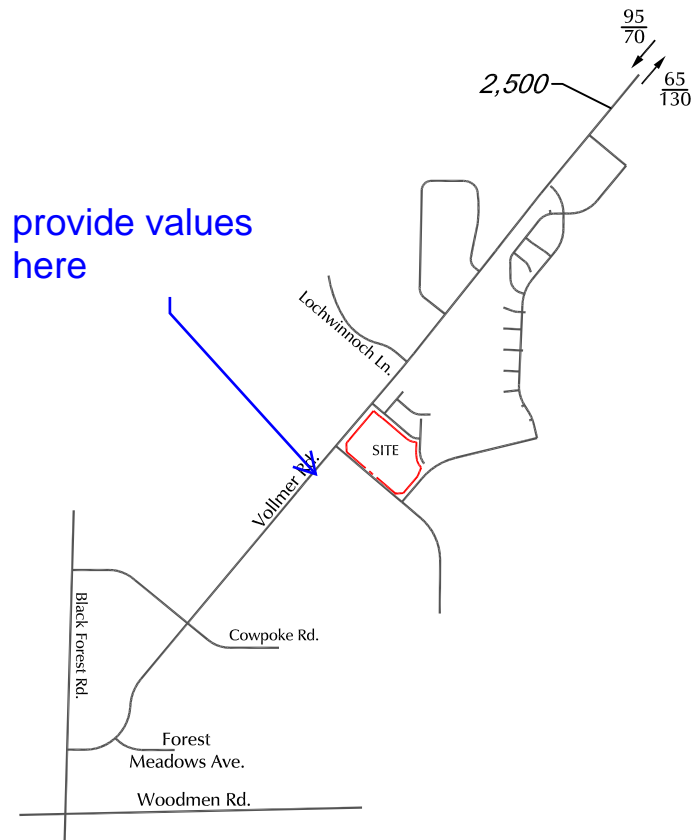 95
70
2,500
65
130
provide values
here
Lochwinnoch Ln.
SITE
Vollmer Rd.
Black Forest Rd.
Cowpoke Rd.
Forest
Meadows Ave.
Woodmen Rd.